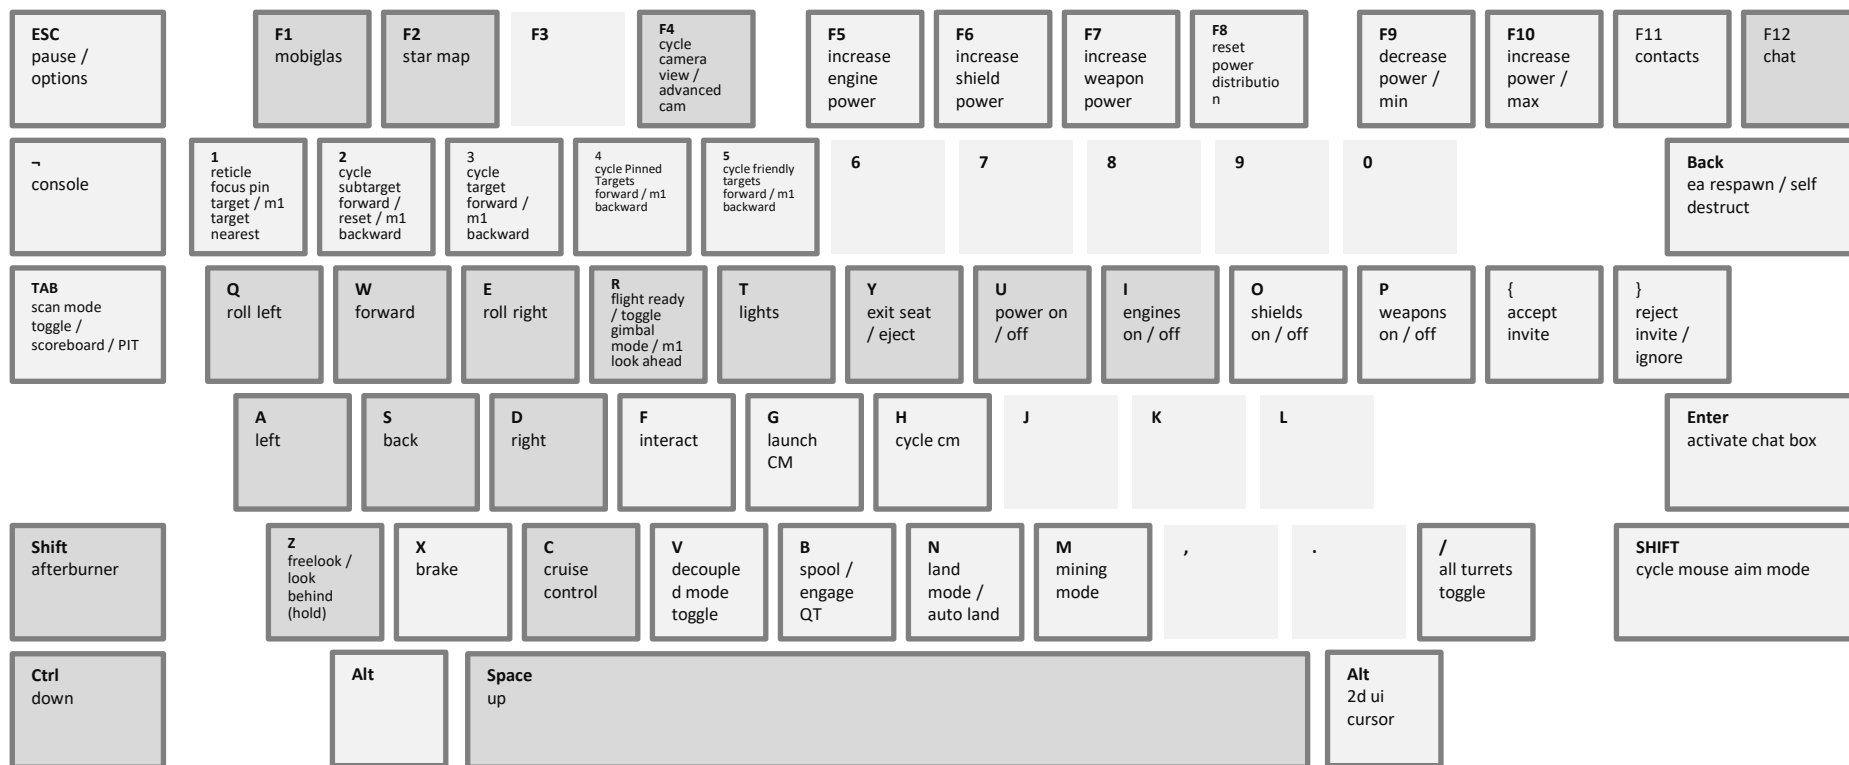 ESC
pause /
options
F1
mobiglas
F2
star map
F3
F4
cycle
camera
view /
advanced
cam
F5
increase
engine
power
F6
increase
shield
power
F7
increase
weapon
power
F8
reset
power
distributio
n
F9
decrease
power /
min
F10
increase
power /
max
F11
contacts
F12
chat
¬
console
1
reticle
focus pin
target / m1
target
nearest
2
cycle
subtarget
forward /
reset / m1
backward
3
cycle
target
forward /
m1
backward
4
cycle Pinned
Targets
forward / m1
backward
5
cycle friendly
targets
forward / m1
backward
6
7
8
9
0
Back
ea respawn / self
destruct
TAB
scan mode
toggle /
scoreboard / PIT
Q
roll left
W
forward
E
roll right
R
flight ready
/ toggle
gimbal
mode / m1
look ahead
T
lights
Y
exit seat
/ eject
U
power on
/ off
I
engines
on / off
O
shields
on / off
P
weapons
on / off
{
accept
invite
}
reject
invite /
ignore
A
left
S
back
D
right
F
interact
G
launch
CM
H
cycle cm
J
K
L
Enter
activate chat box
Shift
afterburner
Z
freelook /
look
behind
(hold)
X
brake
C
cruise
control
V
decouple
d mode
toggle
B
spool /
engage
QT
N
land
mode /
auto land
M
mining
mode
,
.
/
all turrets
toggle
SHIFT
cycle mouse aim mode
Ctrl
down
Alt
Space
up
Alt
2d ui
cursor